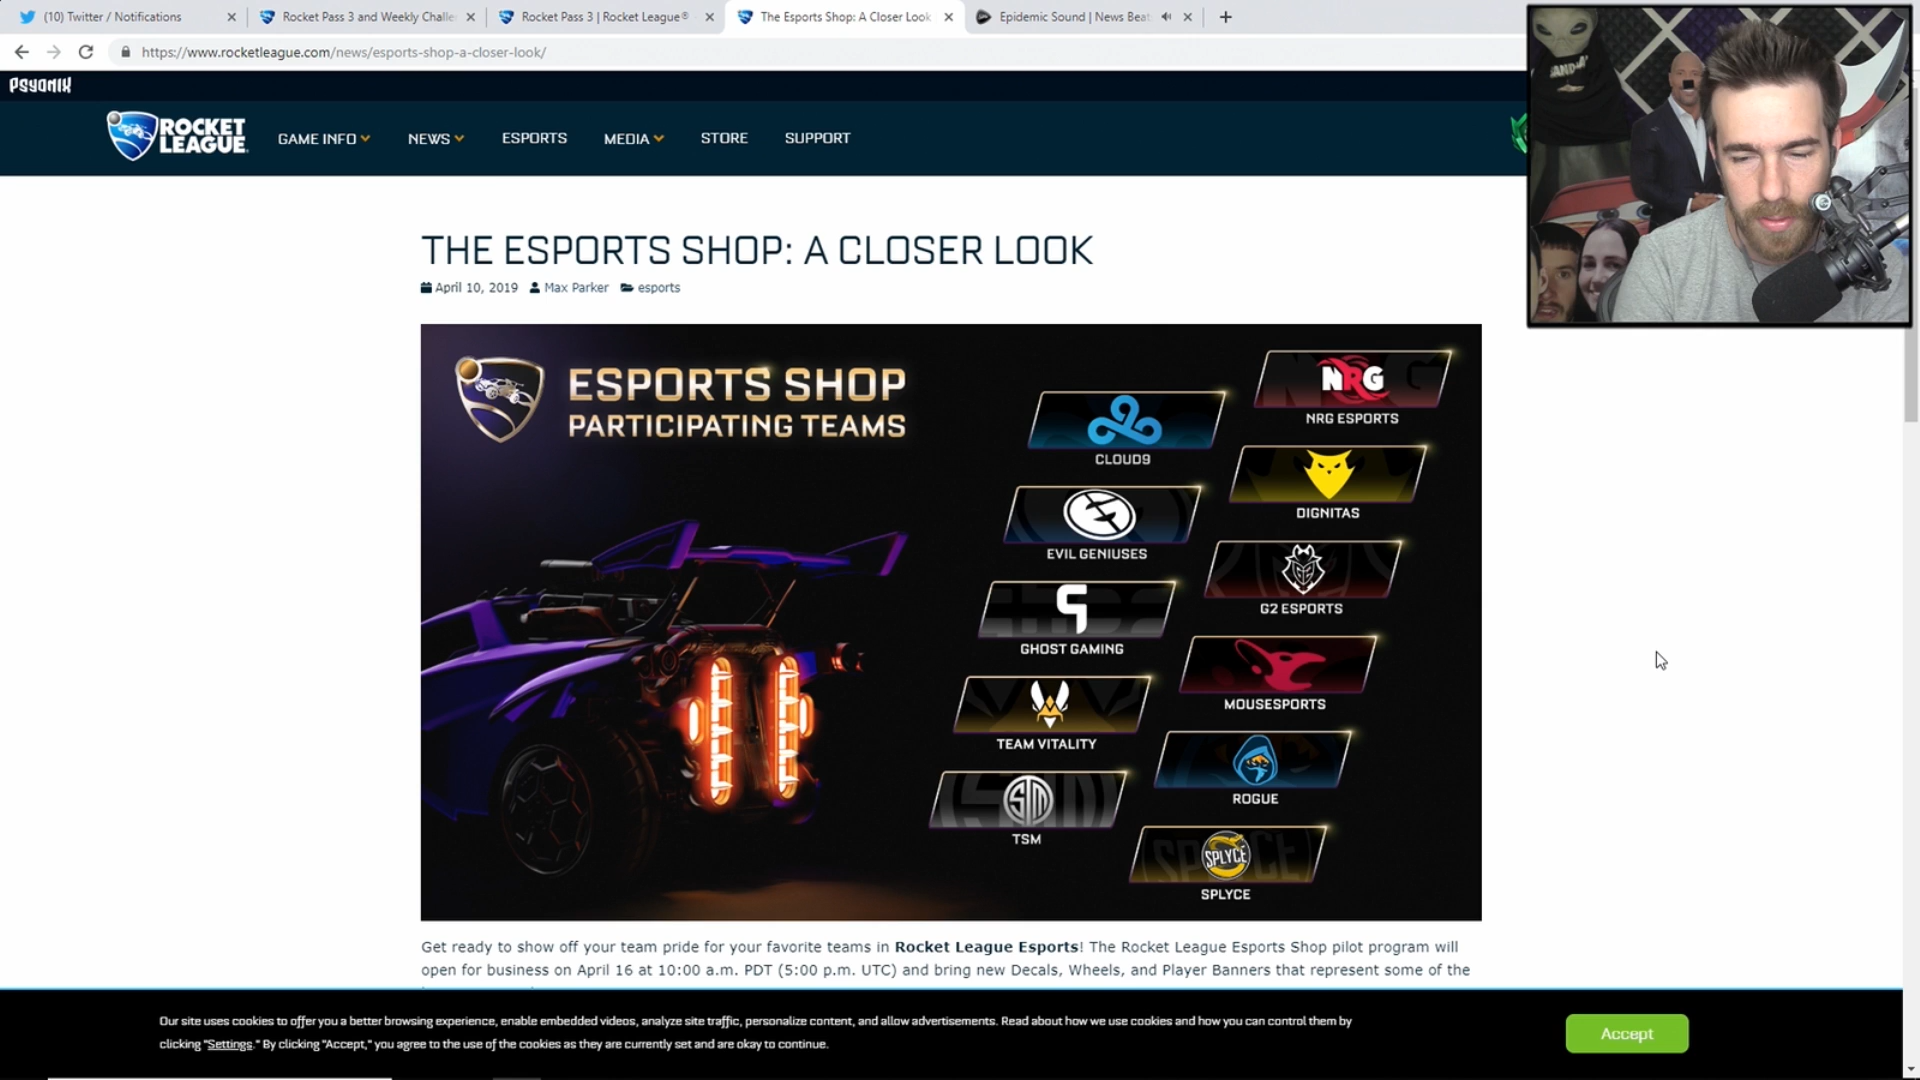 (10) Twitter / Notifications
Rocket Pass 3 and Weekly Challe
Rocket Pass 3 | Rocket League®
The Esports Shop: A Closer Look
Epidemic Sound | News Beat
https://www.rocketleague.com/news/esports-shop-a-closer-look/
PSYONIX
ROCKET LEAGUE
GAME INFO
NEWS
ESPORTS
MEDIA
STORE
SUPPORT
THE ESPORTS SHOP: A CLOSER LOOK
April 10, 2019 Max Parker esports
ESPORTS SHOP
PARTICIPATING TEAMS
NRG
NRG ESPORTS
CLOUD9
DIGNITAS
EVIL GENIUSES
G2 ESPORTS
GHOST GAMING
MOUSESPORTS
TEAM VITALITY
ROGUE
TSM
TSM
SPLYCE
SPLYCE
Get ready to show off your team pride for your favorite teams in Rocket League Esports! The Rocket League Esports Shop pilot program will
open for business on April 16 at 10:00 a.m. PDT (5:00 p.m. UTC) and bring new Decals, Wheels, and Player Banners that represent some of the
Our site uses cookies to offer you a better browsing experience, enable embedded videos, analyze site traffic, personalize content, and allow advertisements. Read about how we use cookies and how you can control them by
clicking "Settings." By clicking "Accept," you agree to the use of the cookies as they are currently set and are okay to continue.
Accept